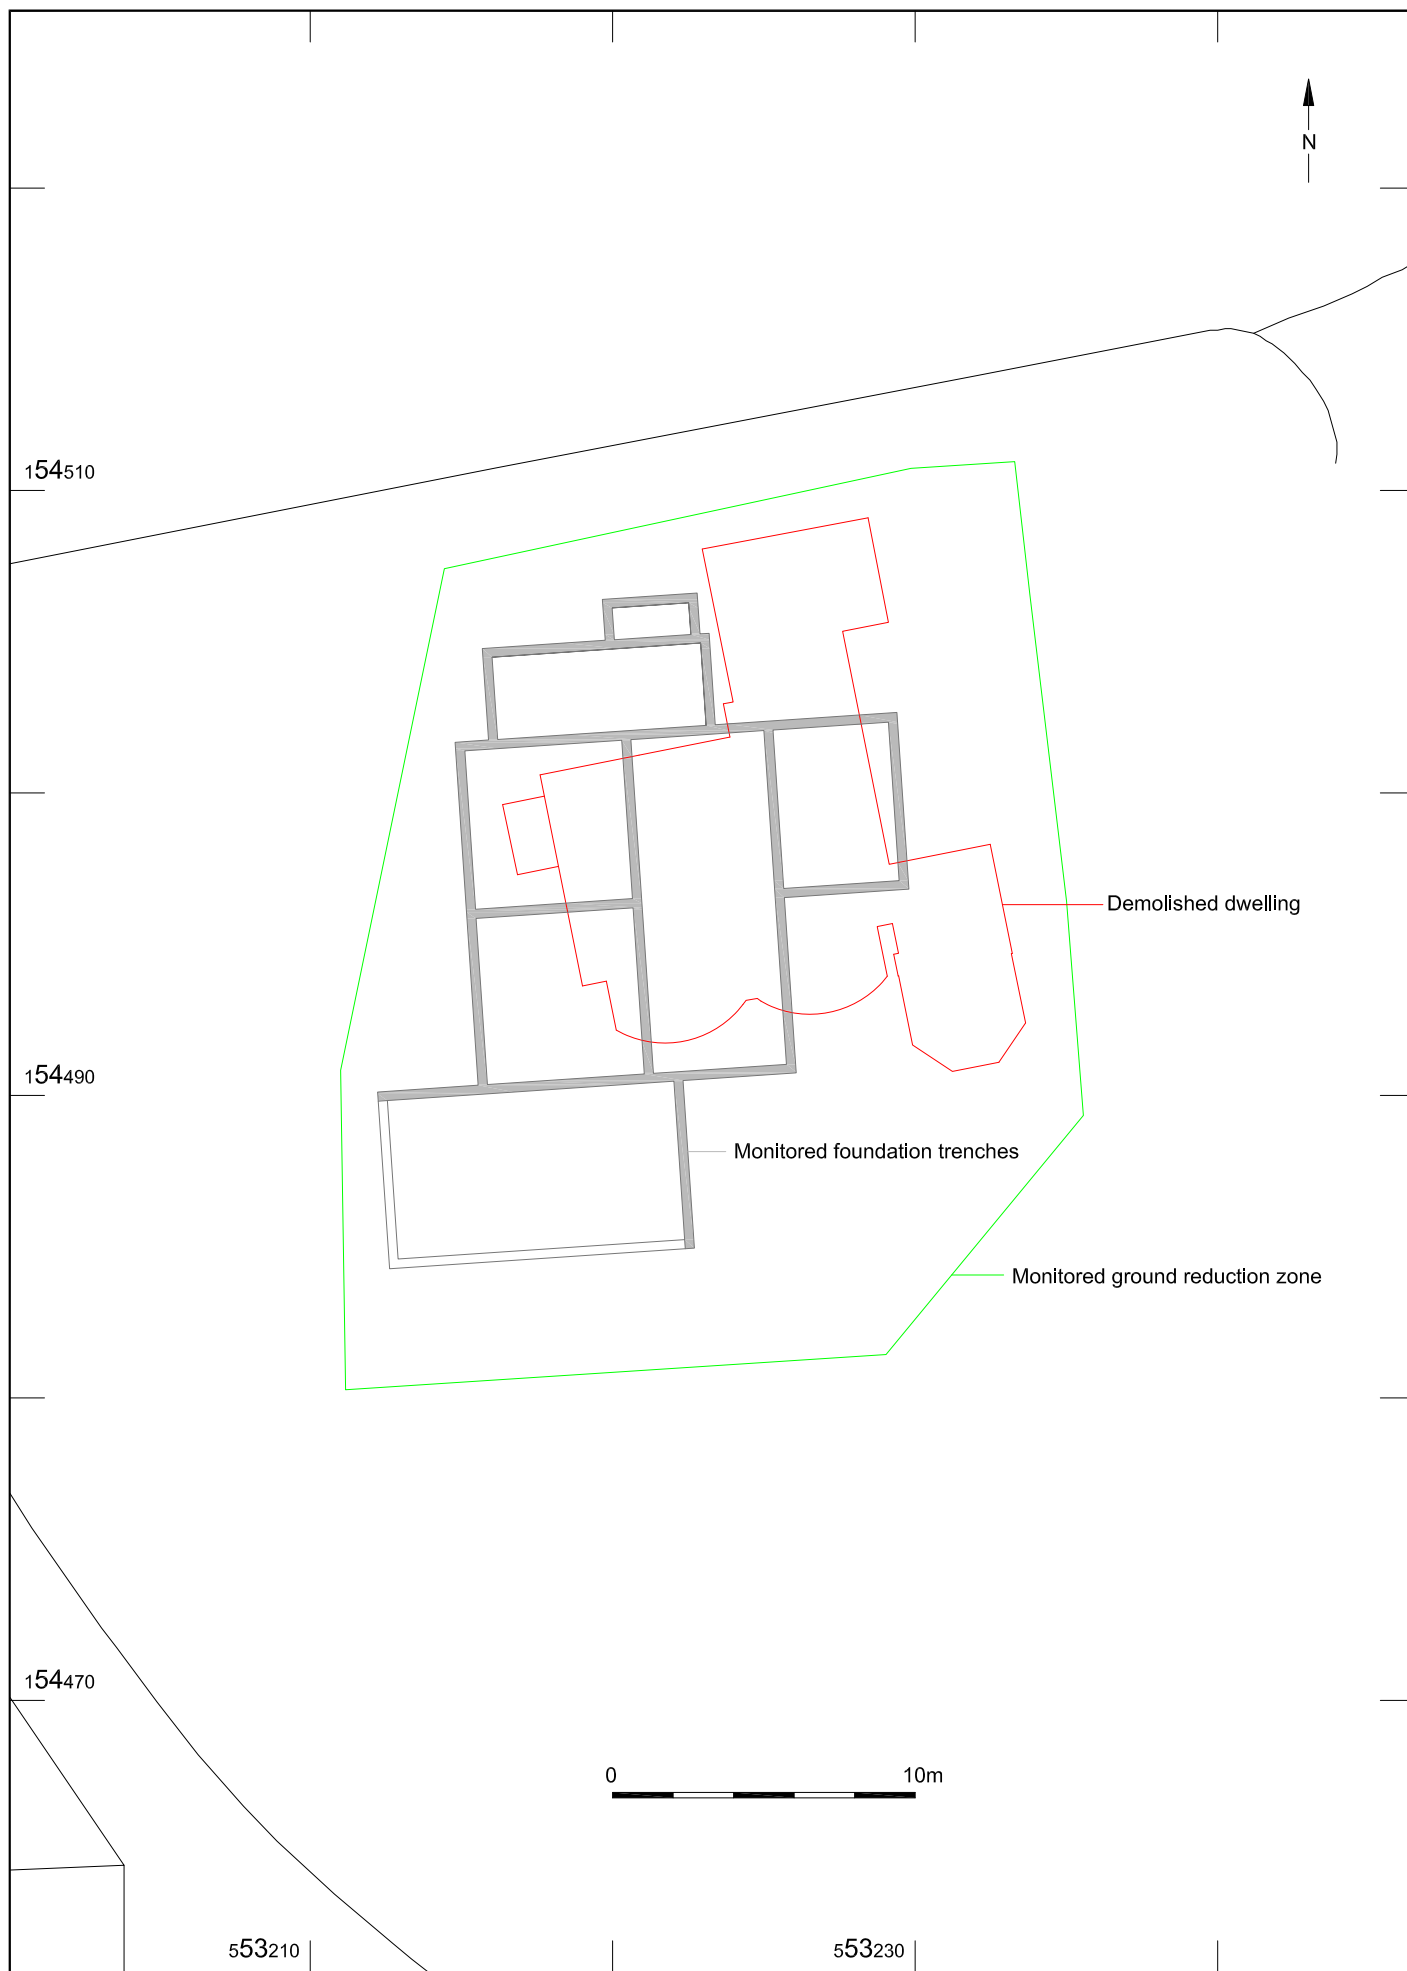 N
154510
Demolished dwelling
154490
Monitored foundation trenches
Monitored ground reduction zone
154470
0 10m
553210 553230